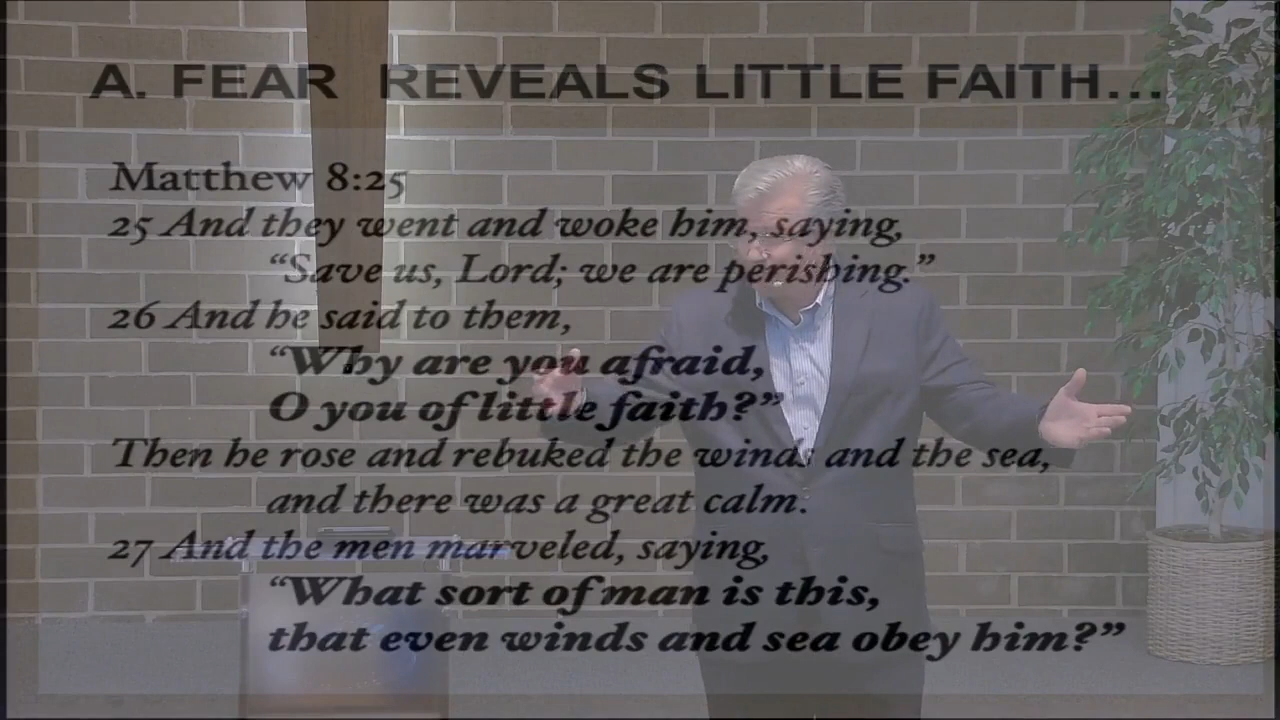 A. FEAR REVEALS LITTLE FAITH...
Matthew 8:25
25 And they went and woke him, saying,
“Save us, Lord; we are perishing.”
26 And he said to them,
“Why are you afraid,
O you of little faith?”
Then he rose and rebuked the winds and the sea,
and there was a great calm.
27 And the men marveled, saying,
“What sort of man is this,
that even winds and sea obey him?”